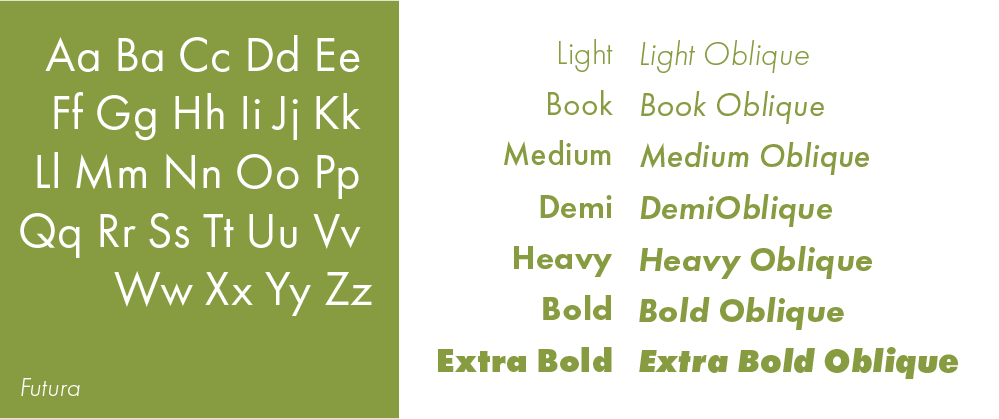 Aa Ba Cc Dd Ee
Ff Gg Hh Ii Jj Kk
Ll Mm Nn Oo Pp
Qq Rr Ss Tt Uu Vv
Ww Xx Yy Zz
Futura
Light Light Oblique
Book Book Oblique
Medium Medium Oblique
Demi DemiOblique
Heavy Heavy Oblique
Bold Bold Oblique
Extra Bold Extra Bold Oblique